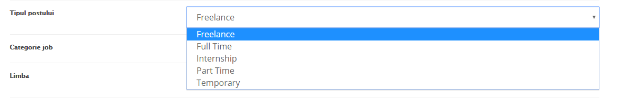 Tipul postului
Freelance
Freelance
Full Time
Categorie job
Internship
Part Time
Limba
Temporary